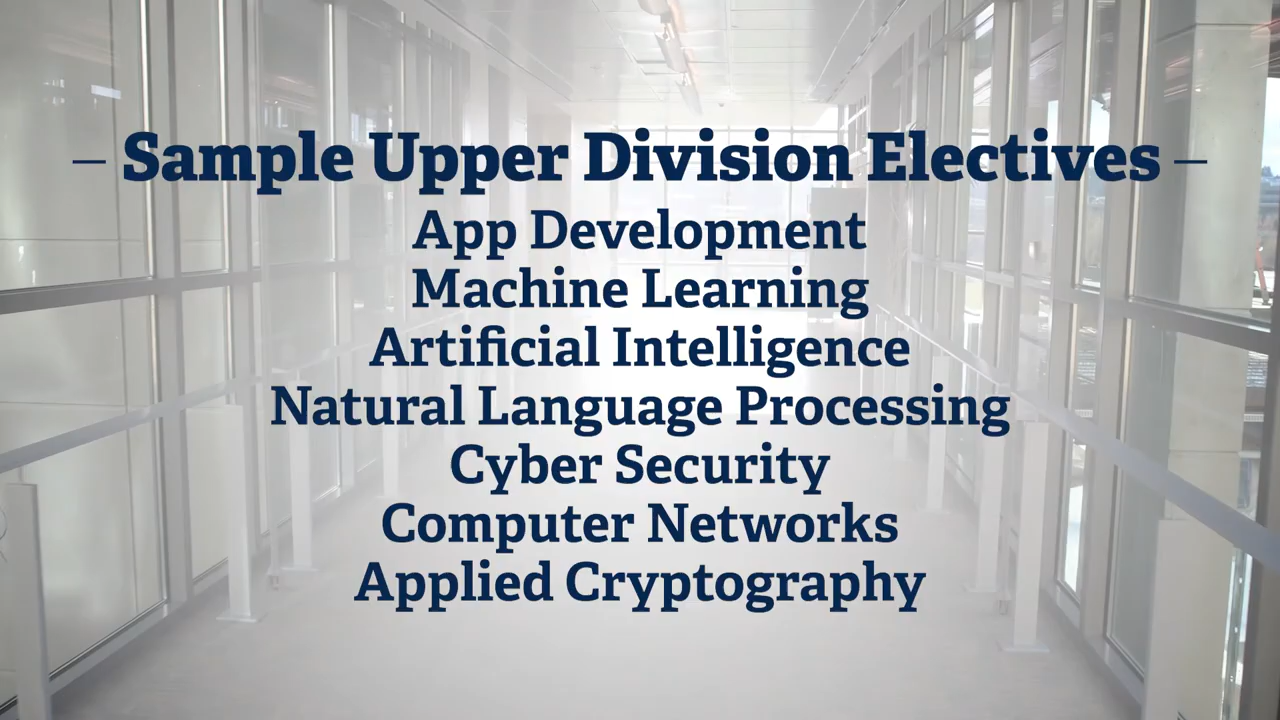 – Sample Upper Division Electives –
App Development
Machine Learning
Artificial Intelligence
Natural Language Processing
Cyber Security
Computer Networks
Applied Cryptography